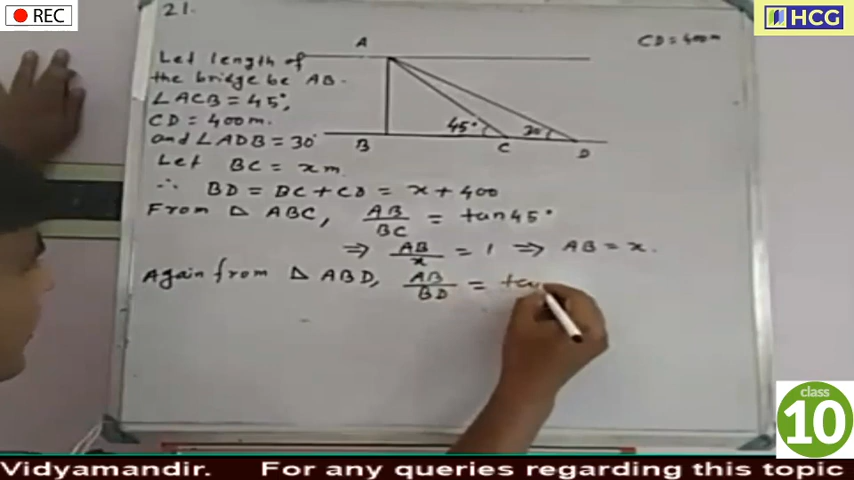 REC
HCG
21.
CD = 400m
A
Let length of
the bridge be AB.
∠ACB = 45°,
CD = 400m.
and ∠ADB = 30°
45°
30
B
C
D
Let BC = x m.
∴ BD = BC + CD = x + 400
From △ ABC, AB/BC = tan 45°
⇒ AB/x = 1 ⇒ AB = x.
Again from △ ABD, AB/BD = tan
class
10
Vidyamandir. For any queries regarding this topic